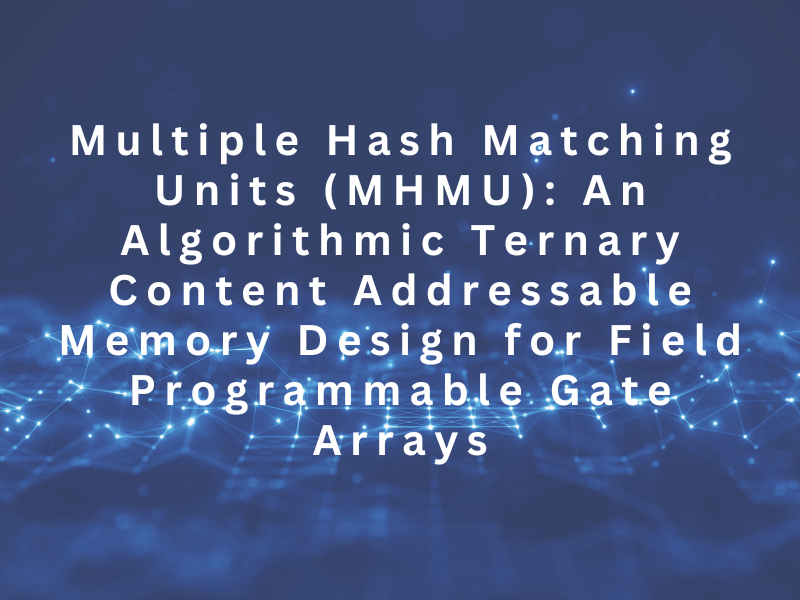 Multiple Hash Matching
Units (MHMU): An
Algorithmic Ternary
Content Addressable
Memory Design for Field
Programmable Gate
Arrays